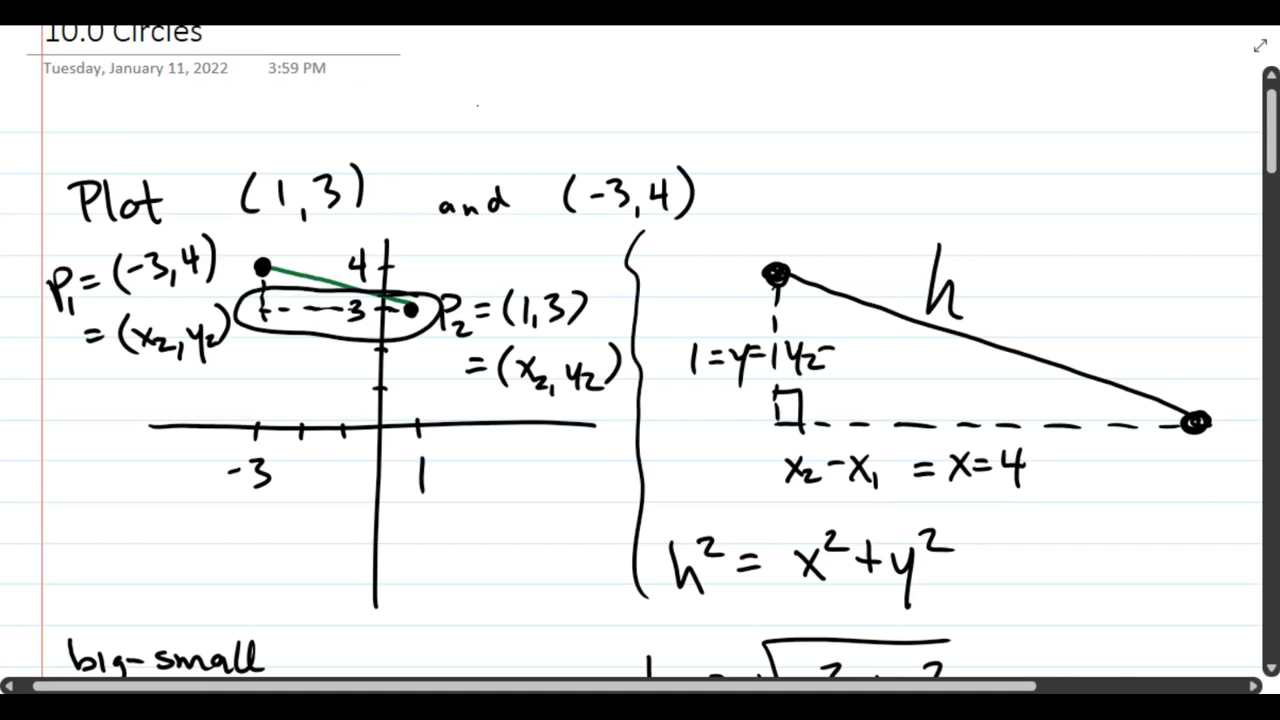 10.0 Circles
Tuesday, January 11, 2022 3:59 PM
Plot (1,3) and (-3,4)
P₁ = (-3,4)
= (x₂, y₂)
4
3
P₂ = (1,3)
= (x₂, y₂)
-3 1
h
1 = y = 1 y₂ -
x₂ - x₁ = x = 4
h² = x² + y²
big-small